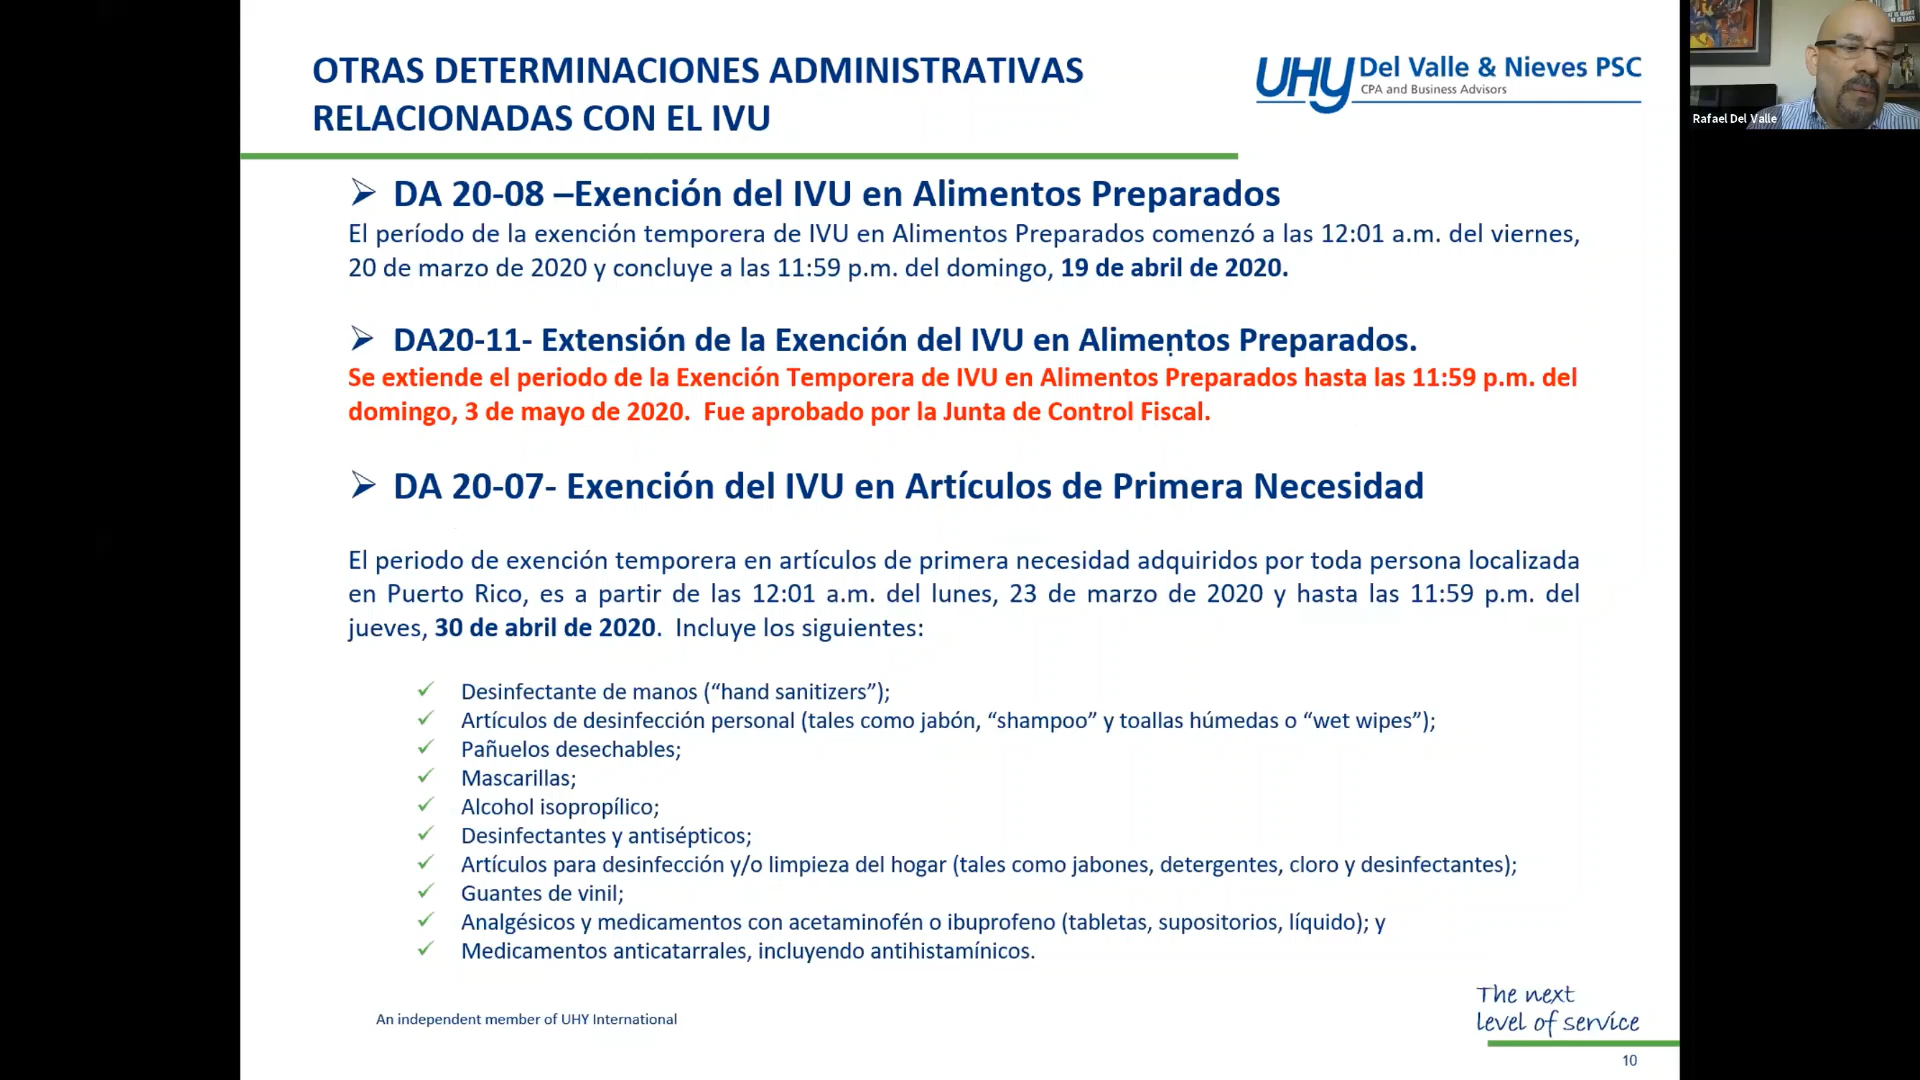 OTRAS DETERMINACIONES ADMINISTRATIVAS
RELACIONADAS CON EL IVU
UHY Del Valle & Nieves PSC
CPA and Business Advisors
Rafael Del Valle
➢ DA 20-08 –Exención del IVU en Alimentos Preparados
El período de la exención temporera de IVU en Alimentos Preparados comenzó a las 12:01 a.m. del viernes,
20 de marzo de 2020 y concluye a las 11:59 p.m. del domingo, 19 de abril de 2020.
➢ DA20-11- Extensión de la Exención del IVU en Alimentos Preparados.
Se extiende el periodo de la Exención Temporera de IVU en Alimentos Preparados hasta las 11:59 p.m. del
domingo, 3 de mayo de 2020. Fue aprobado por la Junta de Control Fiscal.
➢ DA 20-07- Exención del IVU en Artículos de Primera Necesidad
El periodo de exención temporera en artículos de primera necesidad adquiridos por toda persona localizada
en Puerto Rico, es a partir de las 12:01 a.m. del lunes, 23 de marzo de 2020 y hasta las 11:59 p.m. del
jueves, 30 de abril de 2020. Incluye los siguientes:
✓ Desinfectante de manos (“hand sanitizers”);
✓ Artículos de desinfección personal (tales como jabón, “shampoo” y toallas húmedas o “wet wipes”);
✓ Pañuelos desechables;
✓ Mascarillas;
✓ Alcohol isopropílico;
✓ Desinfectantes y antisépticos;
✓ Artículos para desinfección y/o limpieza del hogar (tales como jabones, detergentes, cloro y desinfectantes);
✓ Guantes de vinil;
✓ Analgésicos y medicamentos con acetaminofén o ibuprofeno (tabletas, supositorios, líquido); y
✓ Medicamentos anticatarrales, incluyendo antihistamínicos.
An independent member of UHY International
The next
level of service
10